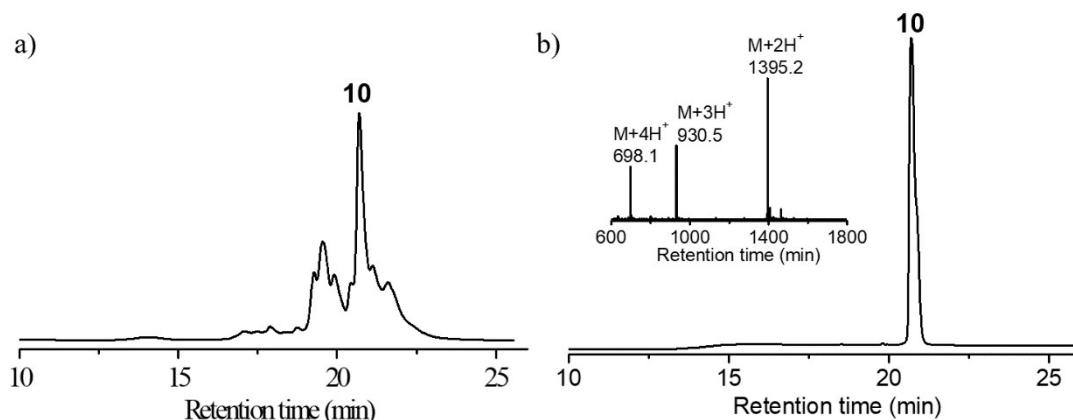 a)
10
10 15 20 25
Retention time (min)
b)
10
M+2H⁺
1395.2
M+3H⁺
930.5
M+4H⁺
698.1
600 1000 1400 1800
Retention time (min)
10 15 20 25
Retention time (min)